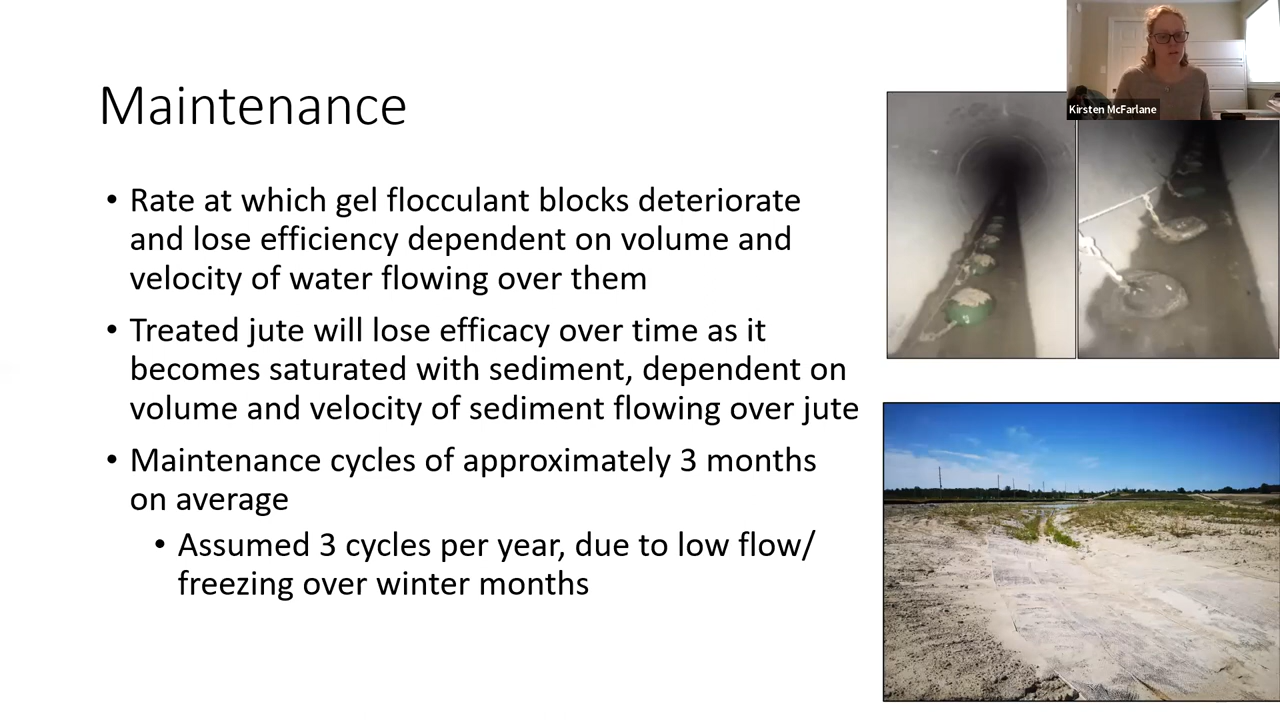 Kirsten McFarlane
Maintenance
• Rate at which gel flocculant blocks deteriorate
and lose efficiency dependent on volume and
velocity of water flowing over them
• Treated jute will lose efficacy over time as it
becomes saturated with sediment, dependent on
volume and velocity of sediment flowing over jute
• Maintenance cycles of approximately 3 months
on average
• Assumed 3 cycles per year, due to low flow/
freezing over winter months